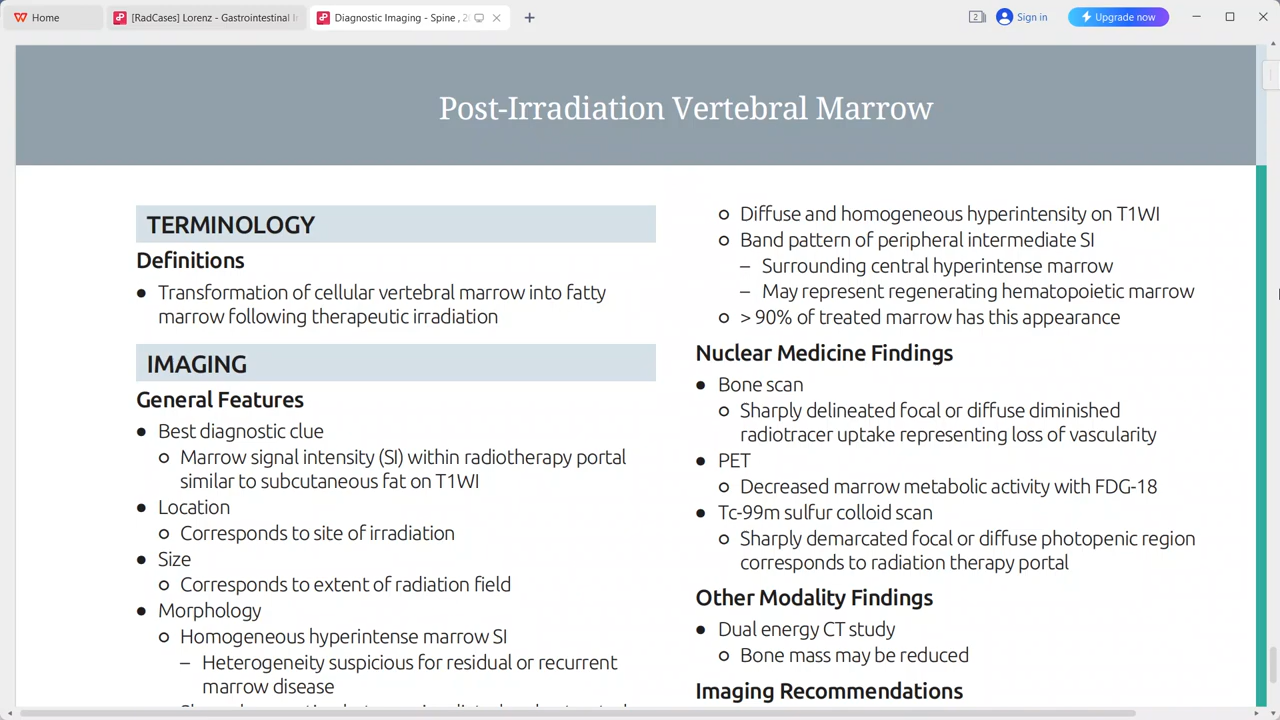 Home
[RadCases] Lorenz - Gastrointestinal I
Diagnostic Imaging - Spine , 2
2
Sign in
Upgrade now
Post-Irradiation Vertebral Marrow
TERMINOLOGY
Definitions
● Transformation of cellular vertebral marrow into fatty
marrow following therapeutic irradiation
IMAGING
General Features
● Best diagnostic clue
○ Marrow signal intensity (SI) within radiotherapy portal
similar to subcutaneous fat on T1WI
● Location
○ Corresponds to site of irradiation
● Size
○ Corresponds to extent of radiation field
● Morphology
○ Homogeneous hyperintense marrow SI
– Heterogeneity suspicious for residual or recurrent
marrow disease
○ Diffuse and homogeneous hyperintensity on T1WI
○ Band pattern of peripheral intermediate SI
– Surrounding central hyperintense marrow
– May represent regenerating hematopoietic marrow
○ > 90% of treated marrow has this appearance
Nuclear Medicine Findings
● Bone scan
○ Sharply delineated focal or diffuse diminished
radiotracer uptake representing loss of vascularity
● PET
○ Decreased marrow metabolic activity with FDG-18
● Tc-99m sulfur colloid scan
○ Sharply demarcated focal or diffuse photopenic region
corresponds to radiation therapy portal
Other Modality Findings
● Dual energy CT study
○ Bone mass may be reduced
Imaging Recommendations